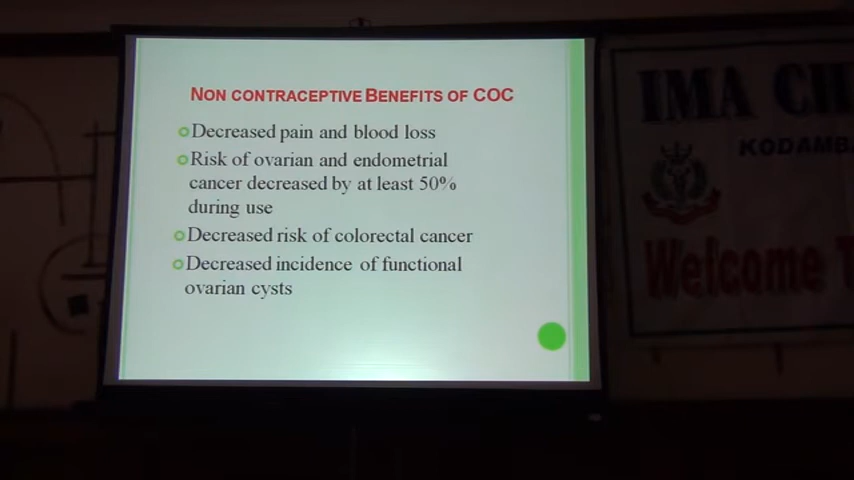 NON CONTRACEPTIVE BENEFITS OF COC
Decreased pain and blood loss
Risk of ovarian and endometrial
cancer decreased by at least 50%
during use
Decreased risk of colorectal cancer
Decreased incidence of functional
ovarian cysts
IMA CH
KODAMBA
Welcome T